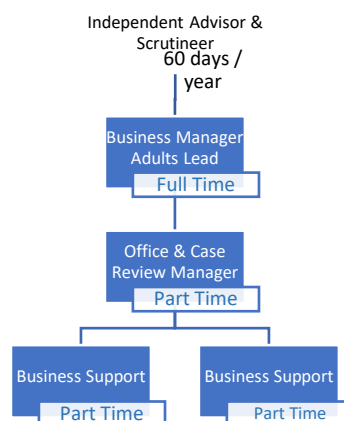 Independent Advisor &
Scrutineer
60 days /
year
Business Manager
Adults Lead
Full Time
Office & Case
Review Manager
Part Time
Business Support
Part Time
Business Support
Part Time